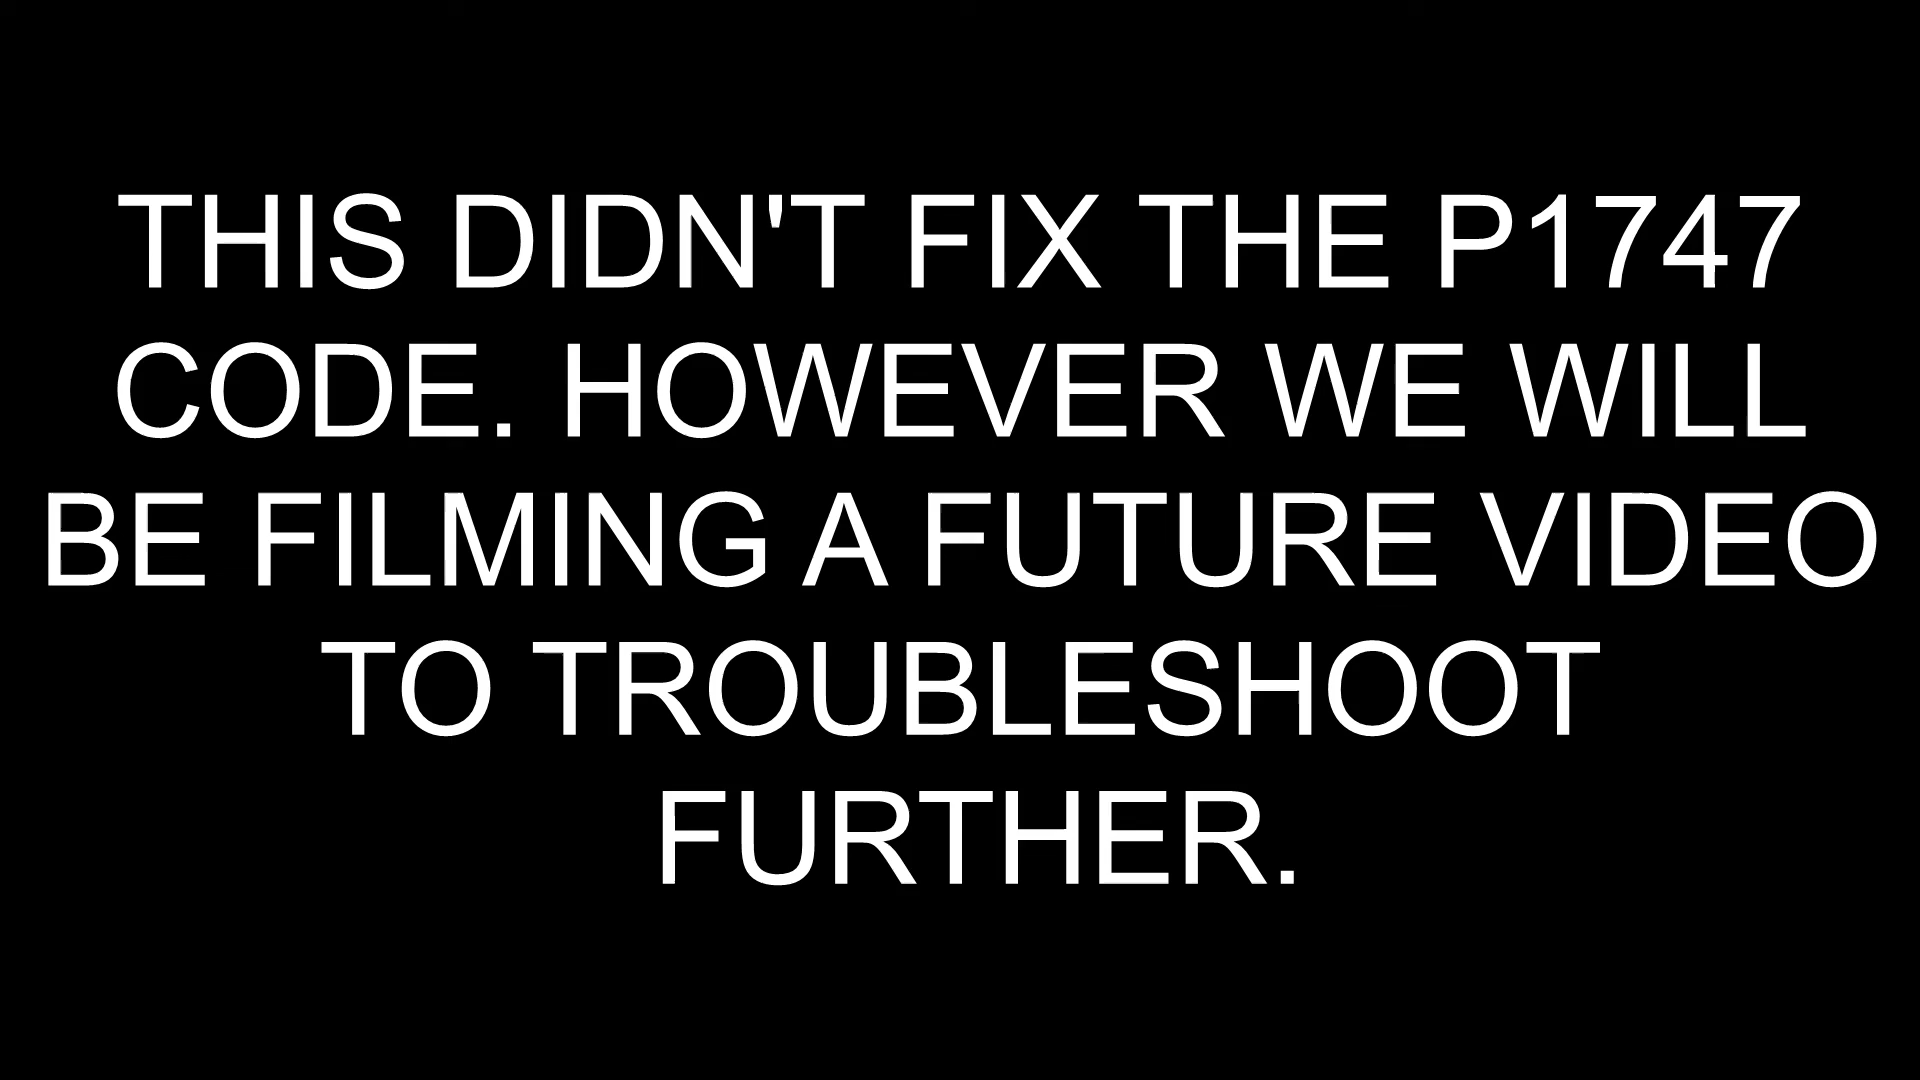 THIS DIDN'T FIX THE P1747
CODE. HOWEVER WE WILL
BE FILMING A FUTURE VIDEO
TO TROUBLESHOOT
FURTHER.